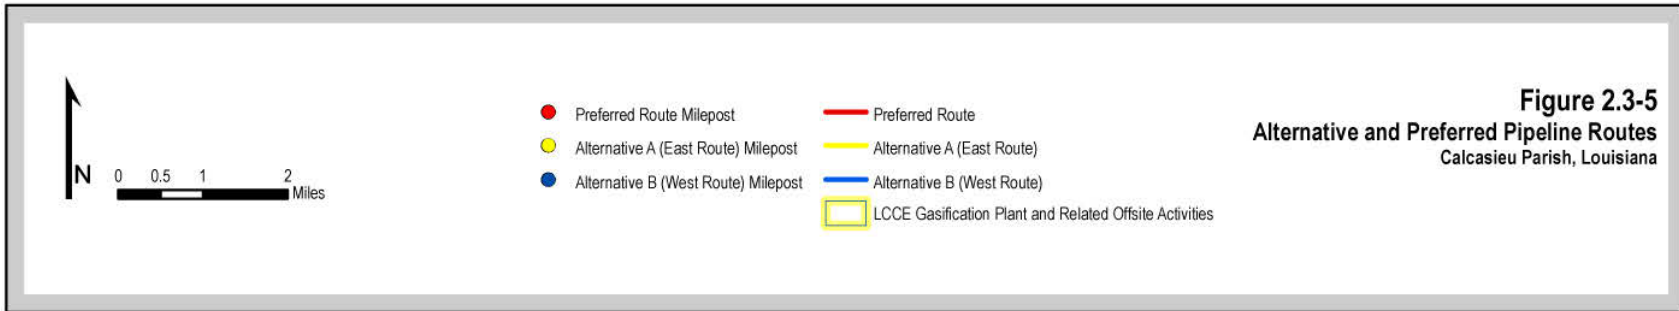 N
0 0.5 1 2
Miles
Preferred Route Milepost
Alternative A (East Route) Milepost
Alternative B (West Route) Milepost
Preferred Route
Alternative A (East Route)
Alternative B (West Route)
LCCE Gasification Plant and Related Offsite Activities
Figure 2.3-5
Alternative and Preferred Pipeline Routes
Calcasieu Parish, Louisiana